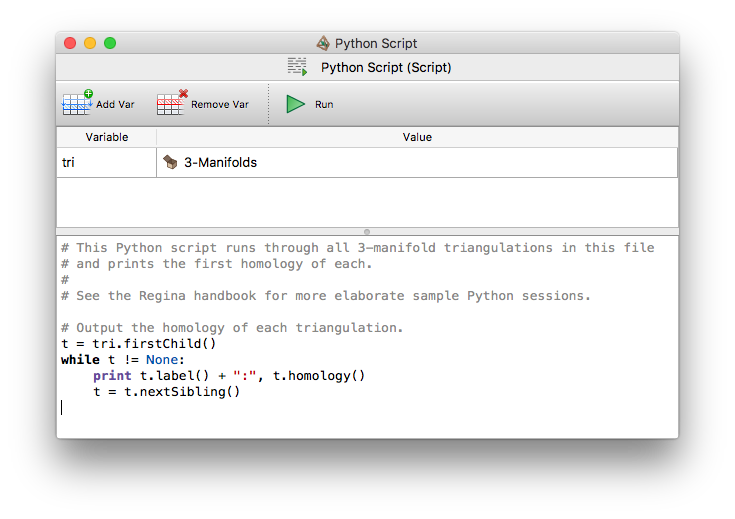 Python Script
Python Script (Script)
Add Var Remove Var Run
Variable Value
tri 3-Manifolds
# This Python script runs through all 3-manifold triangulations in this file
# and prints the first homology of each.
#
# See the Regina handbook for more elaborate sample Python sessions.
# Output the homology of each triangulation.
t = tri.firstChild()
while t != None:
    print t.label() + ":", t.homology()
    t = t.nextSibling()